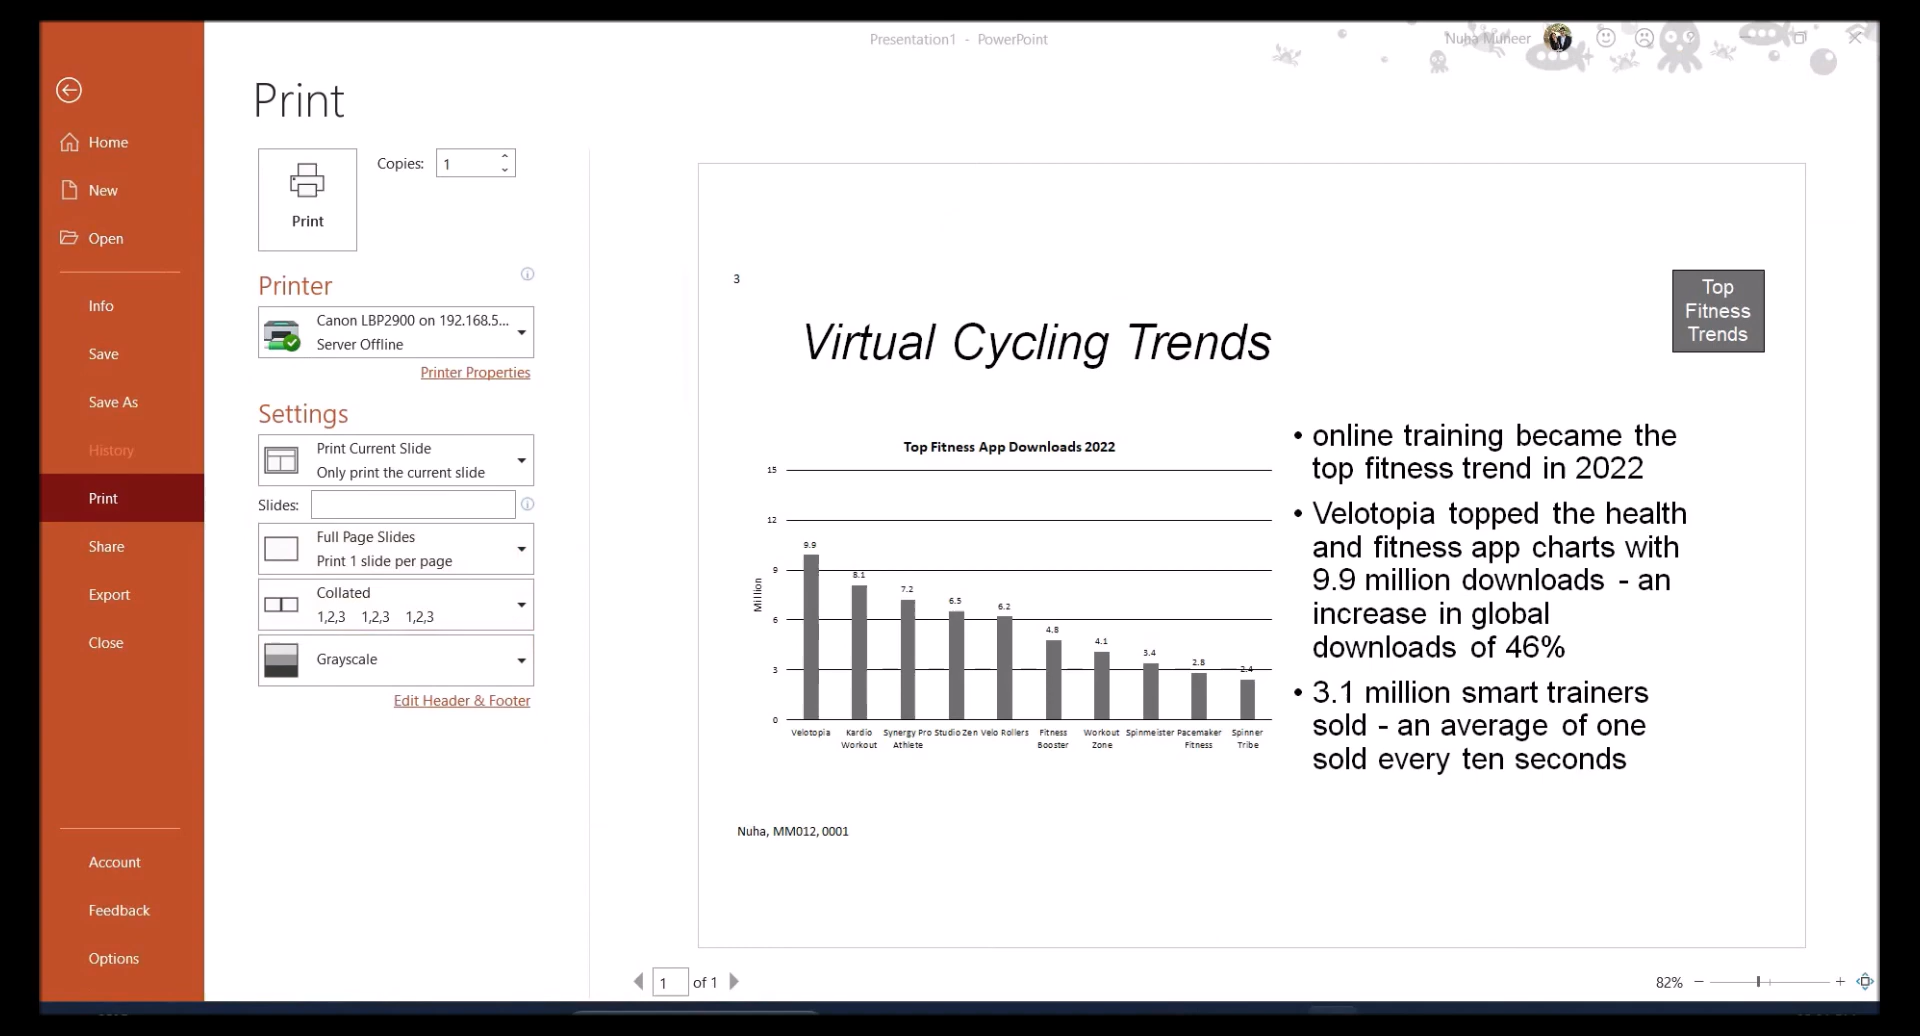 Presentation1 - PowerPoint
Nuha Muneer
Print
Home
New
Open
Info
Save
Save As
History
Print
Share
Export
Close
Account
Feedback
Options
Print
Copies: 1
Printer
Canon LBP2900 on 192.168.5...
Server Offline
Printer Properties
Settings
Print Current Slide
Only print the current slide
Slides:
Full Page Slides
Print 1 slide per page
Collated
1,2,3 1,2,3 1,2,3
Grayscale
Edit Header & Footer
3
Top
Fitness
Trends
Virtual Cycling Trends
Top Fitness App Downloads 2022
Million
15
12
9
6
3
0
9.9
8.1
7.2
6.5
6.2
4.8
4.1
3.4
2.8
2.4
Velotopia
Kardio
Workout
Synergy Pro
Athlete
Studio Zen
Velo Rollers
Fitness
Booster
Workout
Zone
Spinmeister
Pacemaker
Fitness
Spinner
Tribe
• online training became the
top fitness trend in 2022
• Velotopia topped the health
and fitness app charts with
9.9 million downloads - an
increase in global
downloads of 46%
• 3.1 million smart trainers
sold - an average of one
sold every ten seconds
Nuha, MM012, 0001
1 of 1
82%